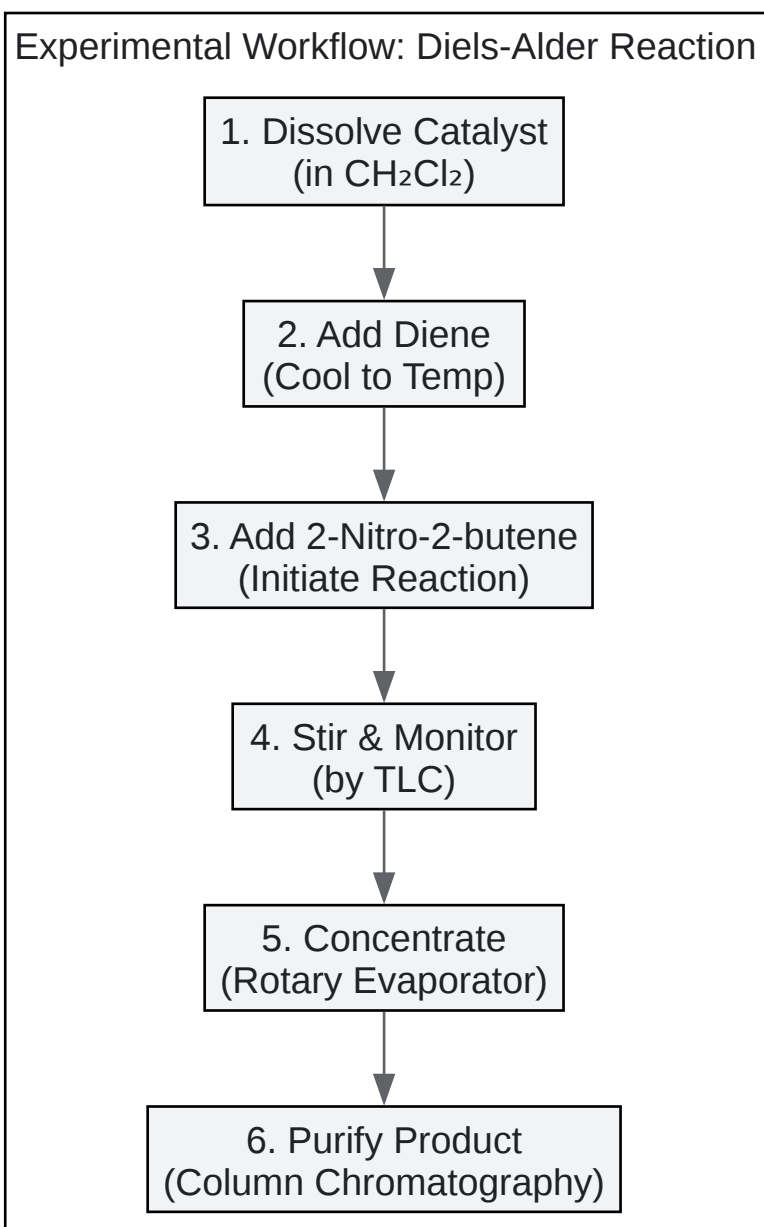 Experimental Workflow: Diels-Alder Reaction
1. Dissolve Catalyst
(in CH₂Cl₂)
2. Add Diene
(Cool to Temp)
3. Add 2-Nitro-2-butene
(Initiate Reaction)
4. Stir & Monitor
(by TLC)
5. Concentrate
(Rotary Evaporator)
6. Purify Product
(Column Chromatography)